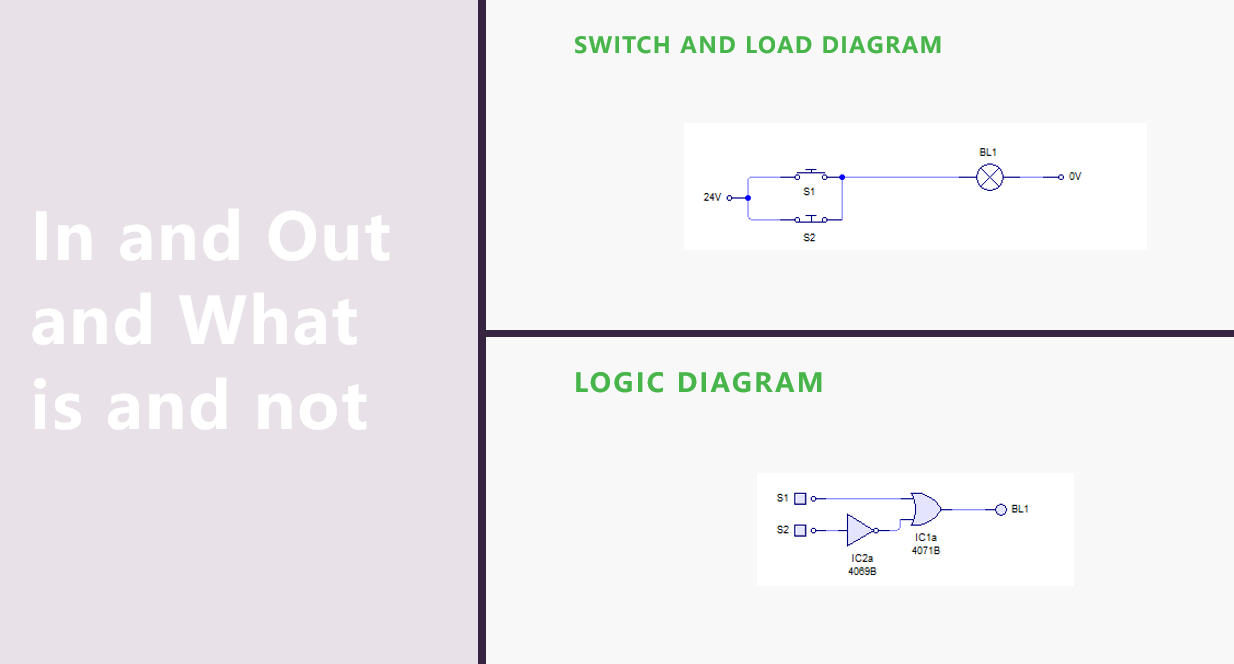 In and Out
and What
is and not
SWITCH AND LOAD DIAGRAM
BL1
24V
S1
0V
S2
LOGIC DIAGRAM
S1
BL1
S2
IC1a
4071B
IC2a
4069B